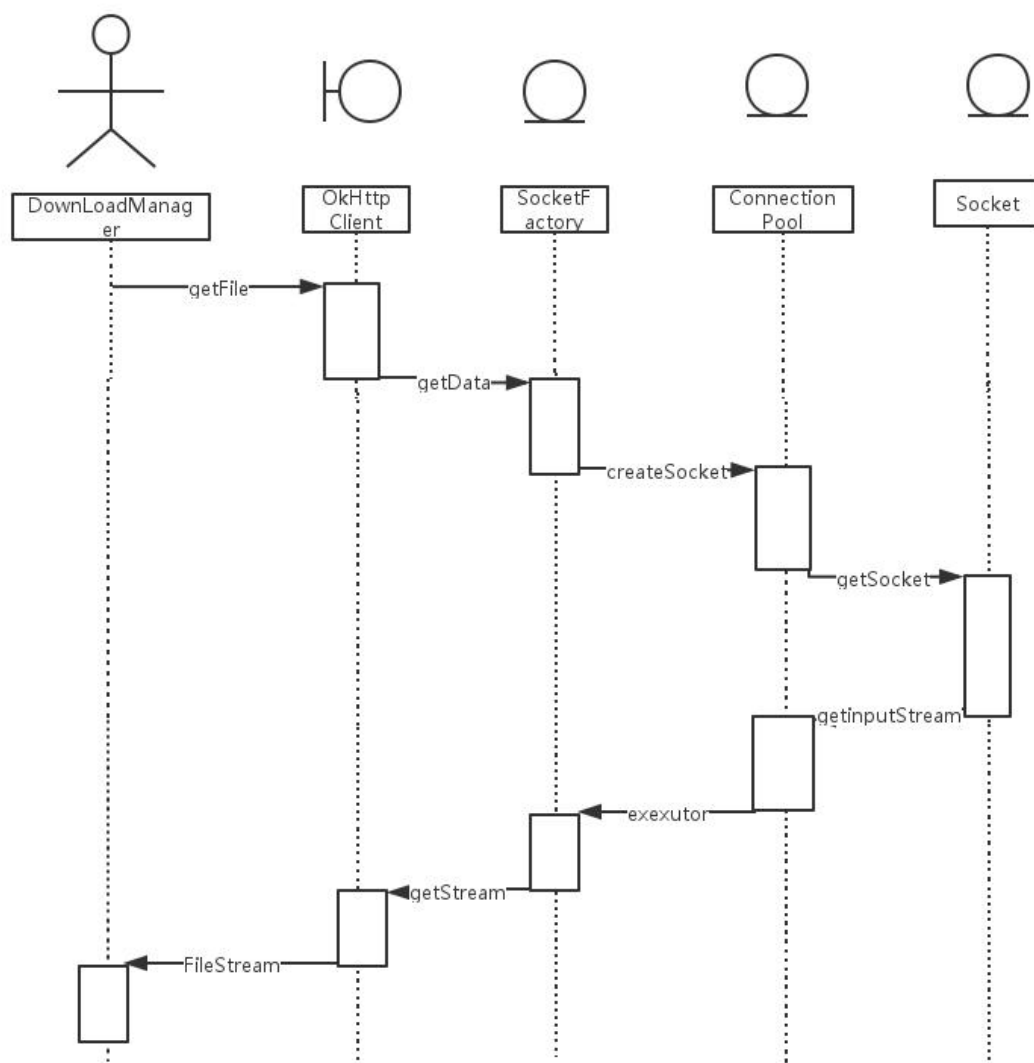 DownLoadManag
er
OkHttp
Client
SocketF
actory
Connection
Pool
Socket
getFile
getData
createSocket
getSocket
getinputStream
exexutor
getStream
FileStream